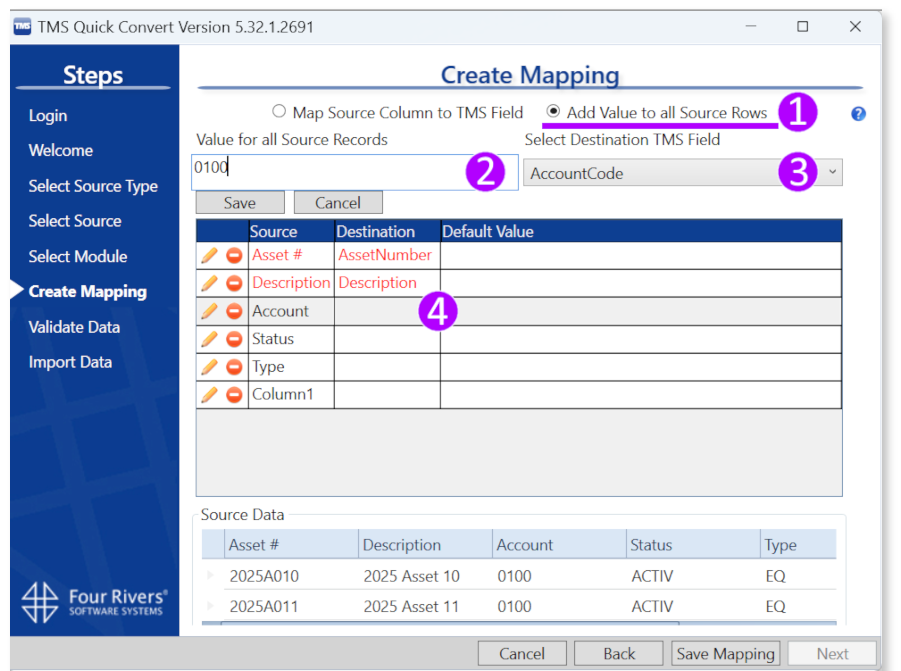 TMS TMS Quick Convert Version 5.32.1.2691
Steps
Login
Welcome
Select Source Type
Select Source
Select Module
Create Mapping
Validate Data
Import Data
Four Rivers®
SOFTWARE SYSTEMS
Create Mapping
Map Source Column to TMS Field Add Value to all Source Rows 1 ?
Value for all Source Records Select Destination TMS Field
0100 2 AccountCode 3
Save Cancel
Source Destination Default Value
Asset # AssetNumber
Description Description
Account 4
Status
Type
Column1
Source Data
Asset # Description Account Status Type
2025A010 2025 Asset 10 0100 ACTIV EQ
2025A011 2025 Asset 11 0100 ACTIV EQ
Cancel Back Save Mapping Next